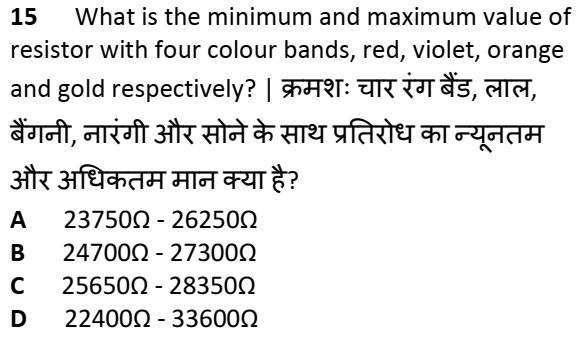 15 What is the minimum and maximum value of
resistor with four colour bands, red, violet, orange
and gold respectively? | क्रमशः चार रंग बैंड, लाल,
बैंगनी, नारंगी और सोने के साथ प्रतिरोध का न्यूनतम
और अधिकतम मान क्या है?
A 23750Ω - 26250Ω
B 24700Ω - 27300Ω
C 25650Ω - 28350Ω
D 22400Ω - 33600Ω